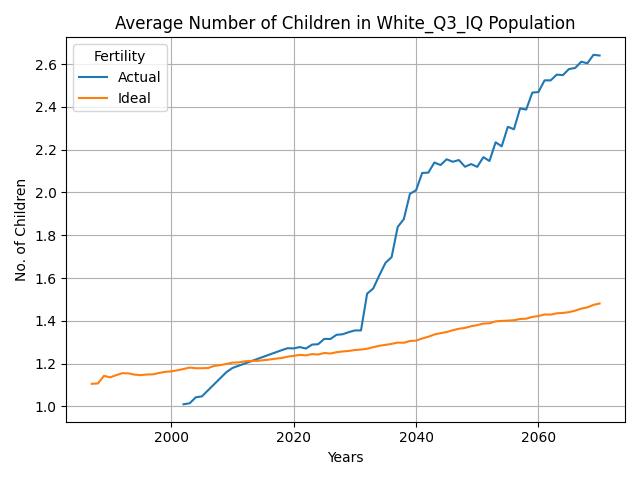 Average Number of Children in White_Q3_IQ Population
Fertility
Actual
Ideal
No. of Children
2.6
2.4
2.2
2.0
1.8
1.6
1.4
1.2
1.0
2000 2020 2040 2060
Years